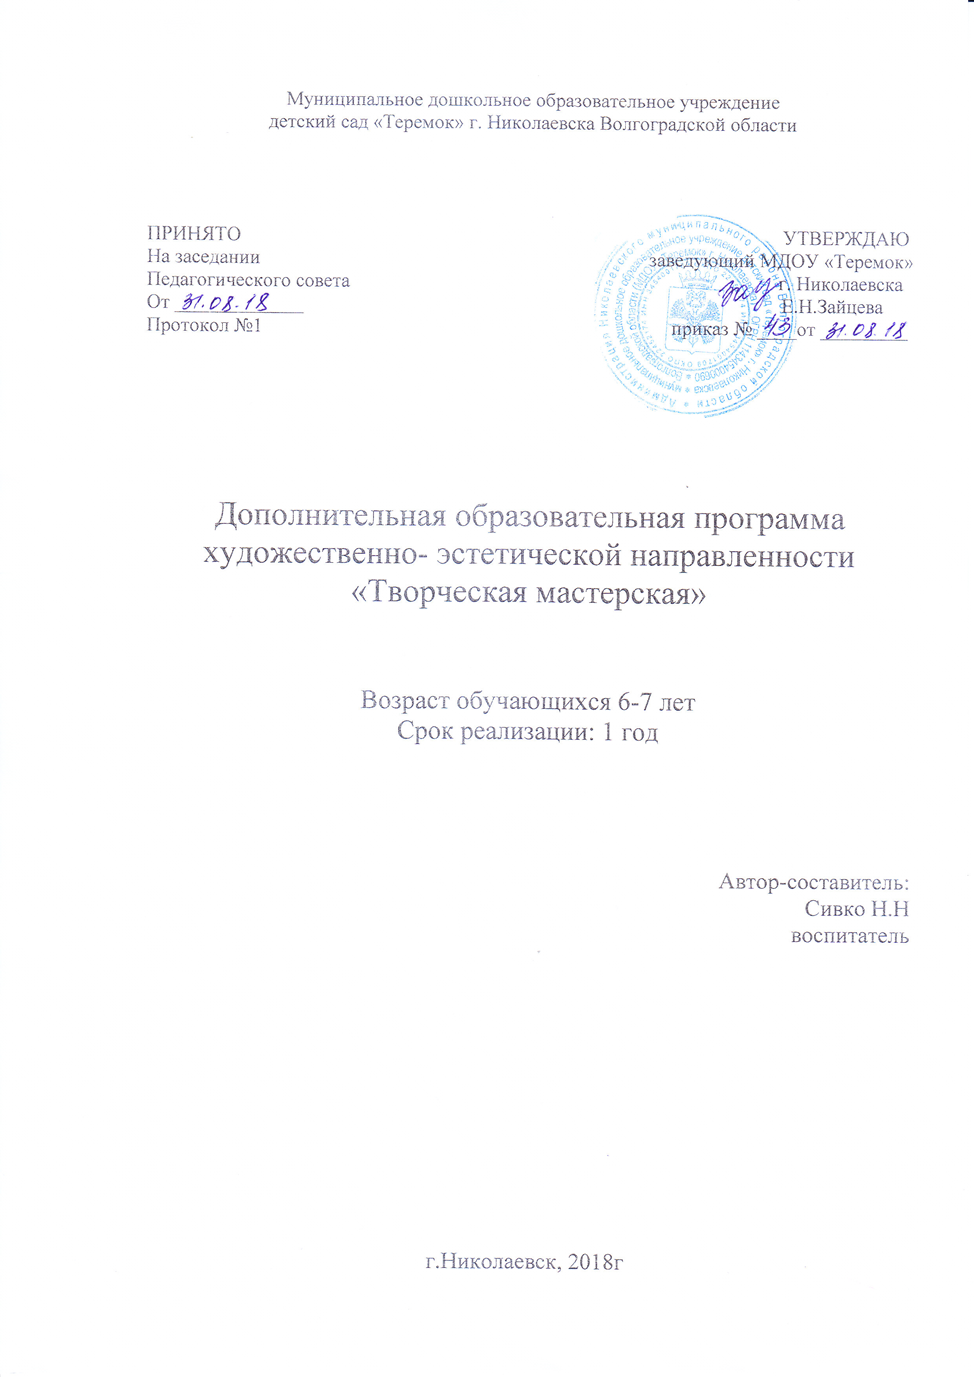 Муниципальное дошкольное образовательное учреждение
детский сад «Теремок» г. Николаевска Волгоградской области
ПРИНЯТО
На заседании
Педагогического совета
От 31.08.18
Протокол №1
УТВЕРЖДАЮ
заведующий МДОУ «Теремок»
г. Николаевска
Е.Н.Зайцева
приказ № 43 от 31.08.18
Дополнительная образовательная программа
художественно- эстетической направленности
«Творческая мастерская»
Возраст обучающихся 6-7 лет
Срок реализации: 1 год
Автор-составитель:
Сивко Н.Н
воспитатель
г.Николаевск, 2018г